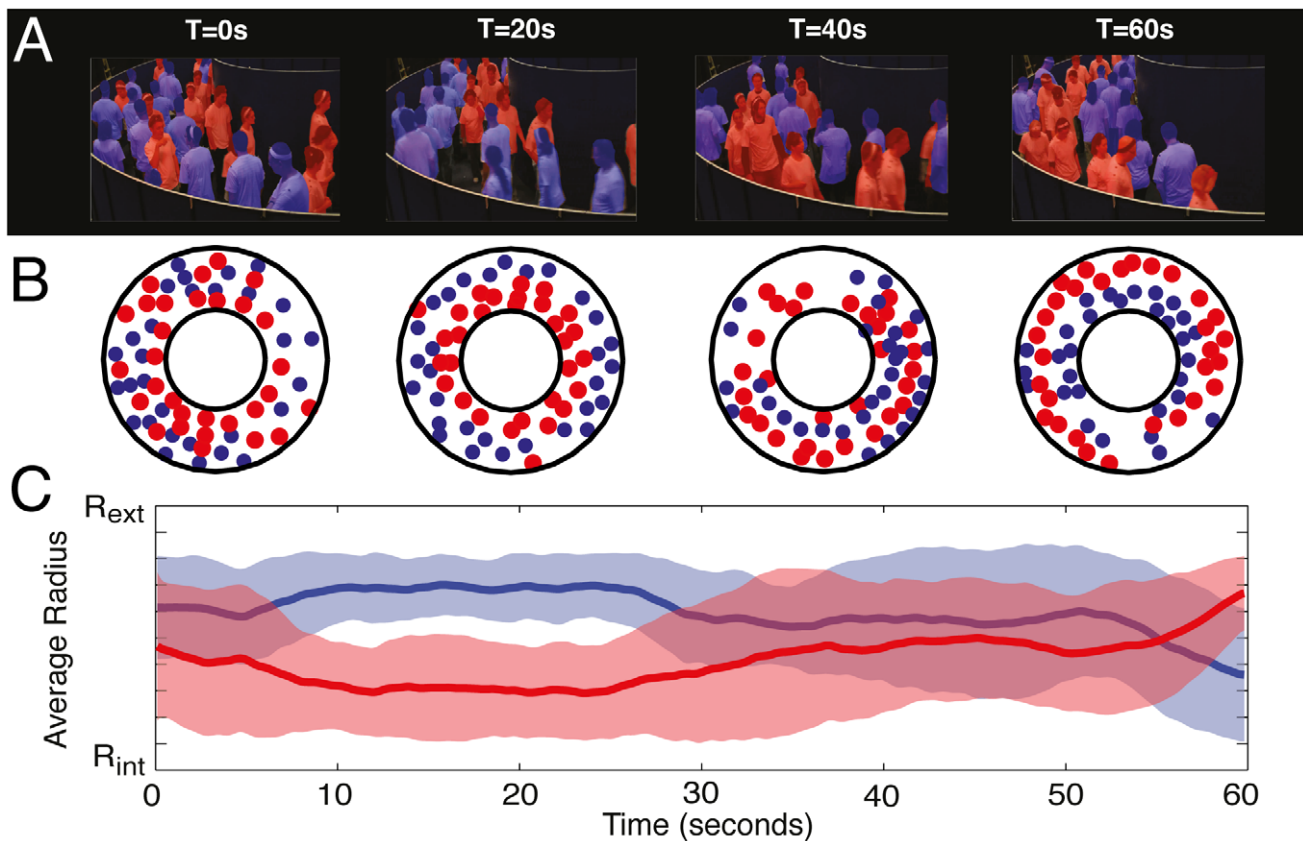 A
T=0s T=20s T=40s T=60s
B
C
Rext
Average Radius
Rint
0 10 20 30 40 50 60
Time (seconds)